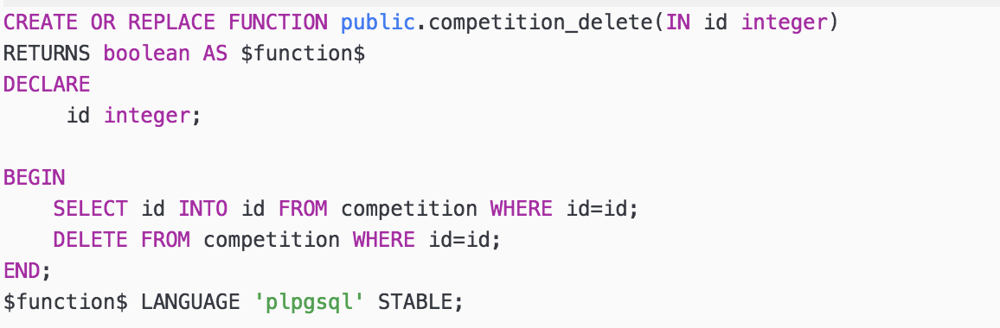 CREATE OR REPLACE FUNCTION public.competition_delete(IN id integer)
RETURNS boolean AS $function$
DECLARE
     id integer;

BEGIN
    SELECT id INTO id FROM competition WHERE id=id;
    DELETE FROM competition WHERE id=id;
END;
$function$ LANGUAGE 'plpgsql' STABLE;